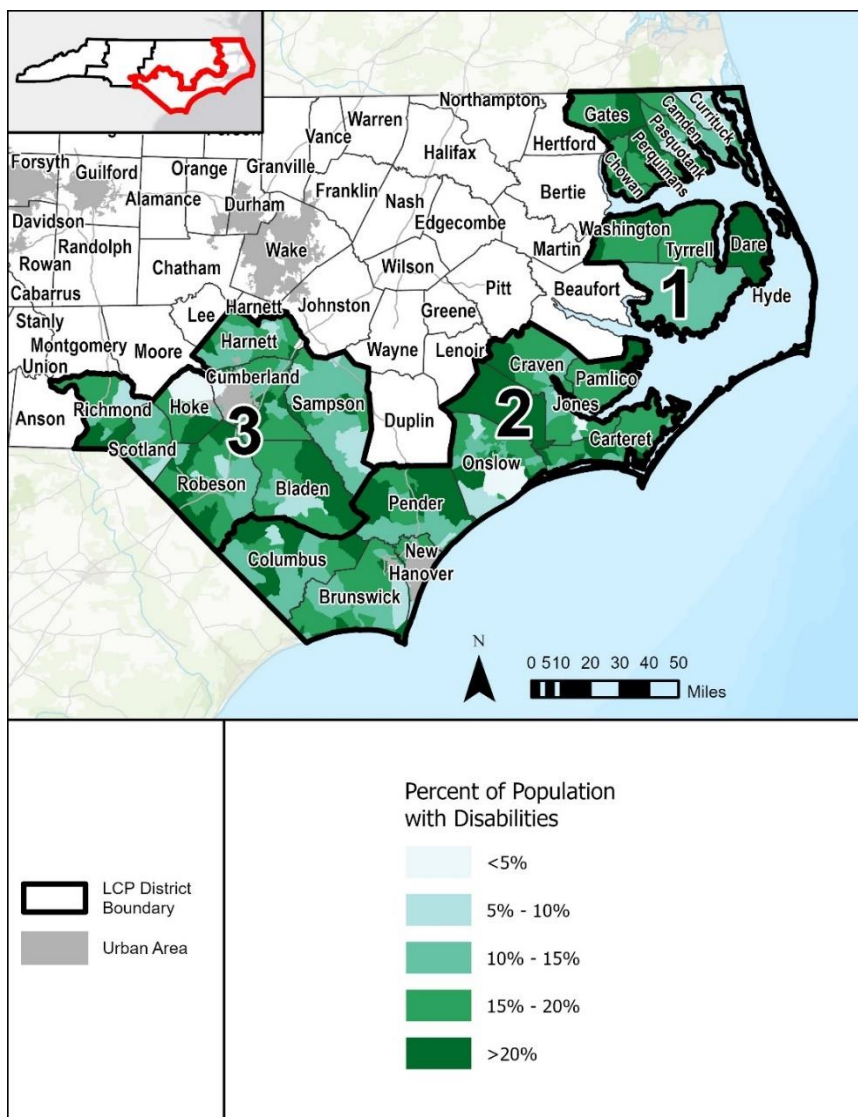 Northampton
Warren
Vance
Gates
Camden
Currituck
Pasquotank
Perquimans
Chowan
Hertford
Halifax
Granville
Forsyth
Guilford
Orange
Alamance
Durham
Franklin
Nash
Bertie
Edgecombe
Davidson
Randolph
Wake
Martin
Washington
Tyrrell
Dare
Rowan
Chatham
Wilson
Pitt
Beaufort
1
Hyde
Cabarrus
Johnston
Greene
Stanly
Lee
Harnett
Montgomery
Moore
Harnett
Wayne
Lenoir
Craven
Pamlico
Union
Cumberland
Jones
Anson
Richmond
Hoke
3
Sampson
Duplin
2
Carteret
Scotland
Onslow
Robeson
Bladen
Pender
Columbus
New
Hanover
Brunswick
N
0 510 20 30 40 50
Miles
Percent of Population
with Disabilities
<5%
5% - 10%
10% - 15%
15% - 20%
>20%
LCP District
Boundary
Urban Area